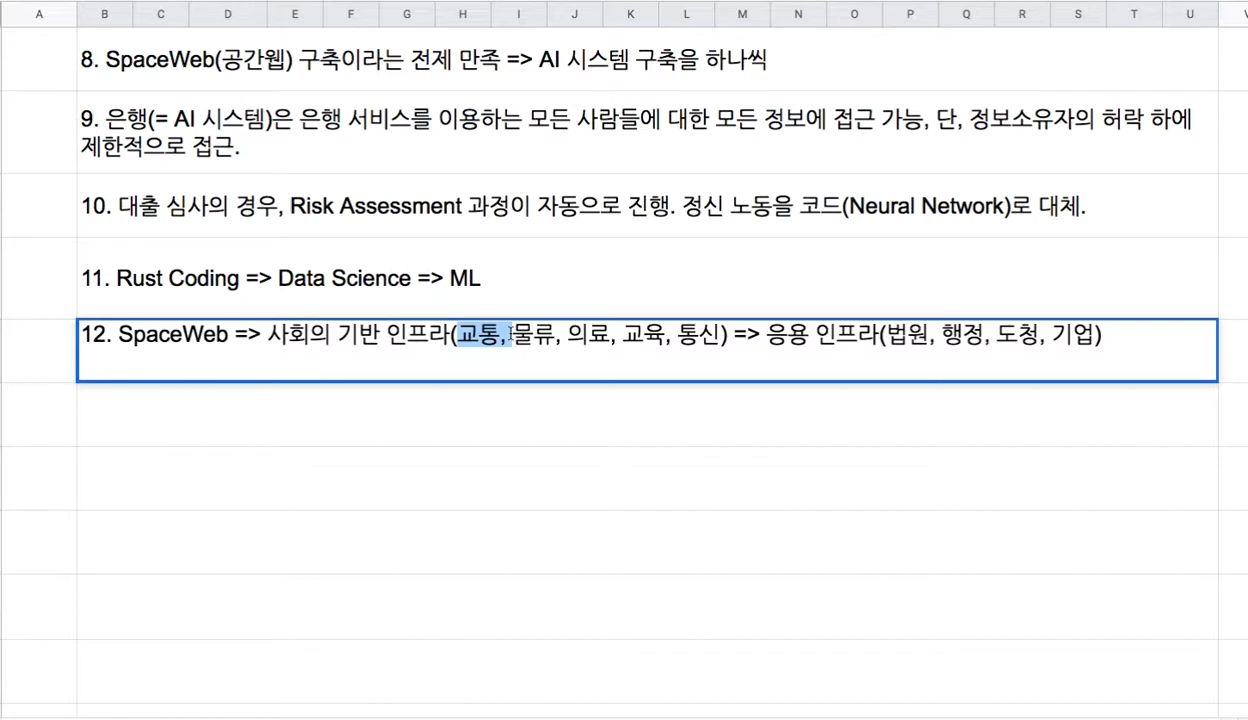 A B C D E F G H I J K L M N O P Q R S T U
8. SpaceWeb(공간웹) 구축이라는 전제 만족 => AI 시스템 구축을 하나씩
9. 은행(= AI 시스템)은 은행 서비스를 이용하는 모든 사람들에 대한 모든 정보에 접근 가능, 단, 정보소유자의 허락 하에
제한적으로 접근.
10. 대출 심사의 경우, Risk Assessment 과정이 자동으로 진행. 정신 노동을 코드(Neural Network)로 대체.
11. Rust Coding => Data Science => ML
12. SpaceWeb => 사회의 기반 인프라(교통, 물류, 의료, 교육, 통신) => 응용 인프라(법원, 행정, 도청, 기업)